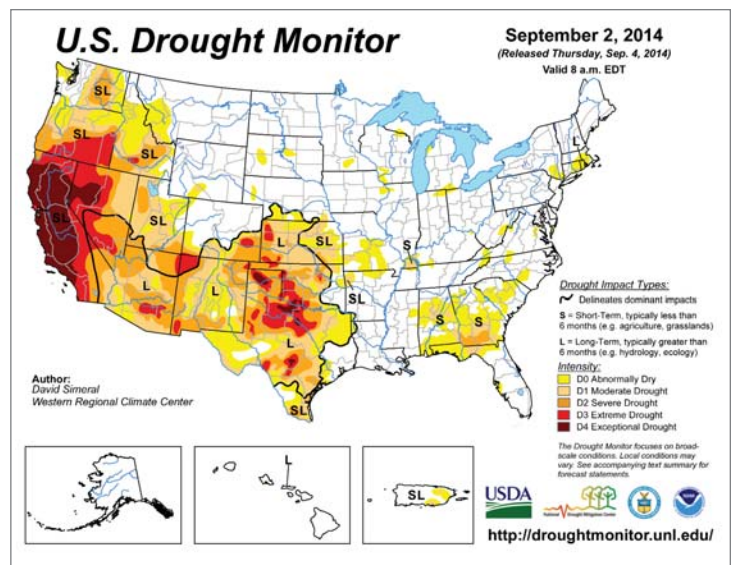 U.S. Drought Monitor
September 2, 2014
(Released Thursday, Sep. 4, 2014)
Valid 8 a.m. EDT
SL
SL
SL
SL
SL
L
SL
S
L
L
L
SL
S
S
L
SL
L
Drought Impact Types:
Delineates dominant impacts
S = Short-Term, typically less than
6 months (e.g. agriculture, grasslands)
L = Long-Term, typically greater than
6 months (e.g. hydrology, ecology)
Intensity:
D0 Abnormally Dry
D1 Moderate Drought
D2 Severe Drought
D3 Extreme Drought
D4 Exceptional Drought
Author:
David Simeral
Western Regional Climate Center
The Drought Monitor focuses on broad-
scale conditions. Local conditions may
vary. See accompanying text summary for
forecast statements.
L
SL
USDA
National Drought Mitigation Center
http://droughtmonitor.unl.edu/